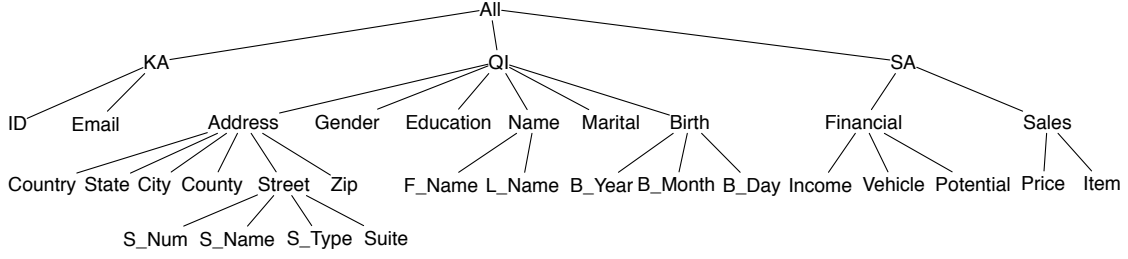 All
KA QI SA
ID Email Address Gender Education Name Marital Birth Financial Sales
Country State City County Street Zip F_Name L_Name B_Year B_Month B_Day Income Vehicle Potential Price Item
S_Num S_Name S_Type Suite